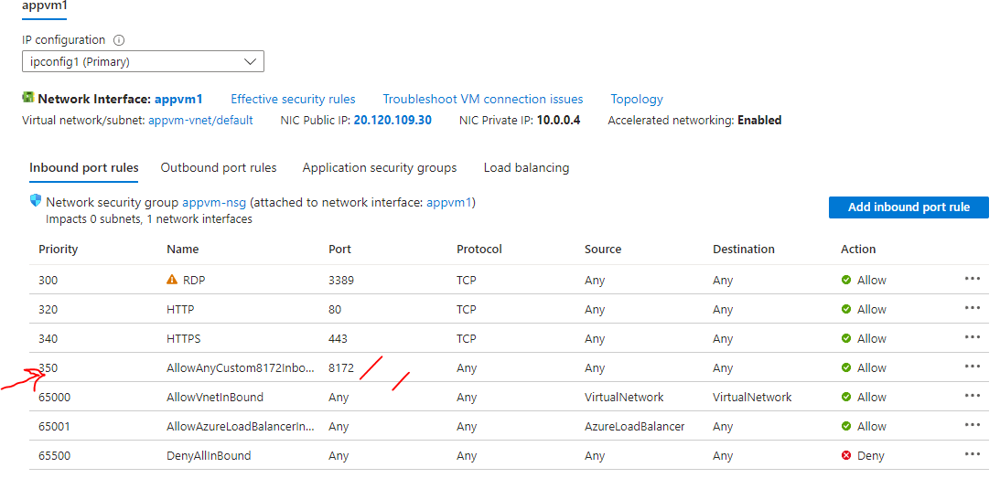 appvm1
IP configuration
ipconfig1 (Primary)
Network Interface: appvm1 Effective security rules Troubleshoot VM connection issues Topology
Virtual network/subnet: appvm-vnet/default NIC Public IP: 20.120.109.30 NIC Private IP: 10.0.0.4 Accelerated networking: Enabled
Inbound port rules Outbound port rules Application security groups Load balancing
Network security group appvm-nsg (attached to network interface: appvm1)
Impacts 0 subnets, 1 network interfaces
Add inbound port rule
Priority Name Port Protocol Source Destination Action
300 RDP 3389 TCP Any Any Allow
320 HTTP 80 TCP Any Any Allow
340 HTTPS 443 TCP Any Any Allow
350 AllowAnyCustom8172Inbo... 8172 Any Any Any Allow
65000 AllowVnetInBound Any Any VirtualNetwork VirtualNetwork Allow
65001 AllowAzureLoadBalancerIn... Any Any AzureLoadBalancer Any Allow
65500 DenyAllInBound Any Any Any Any Deny